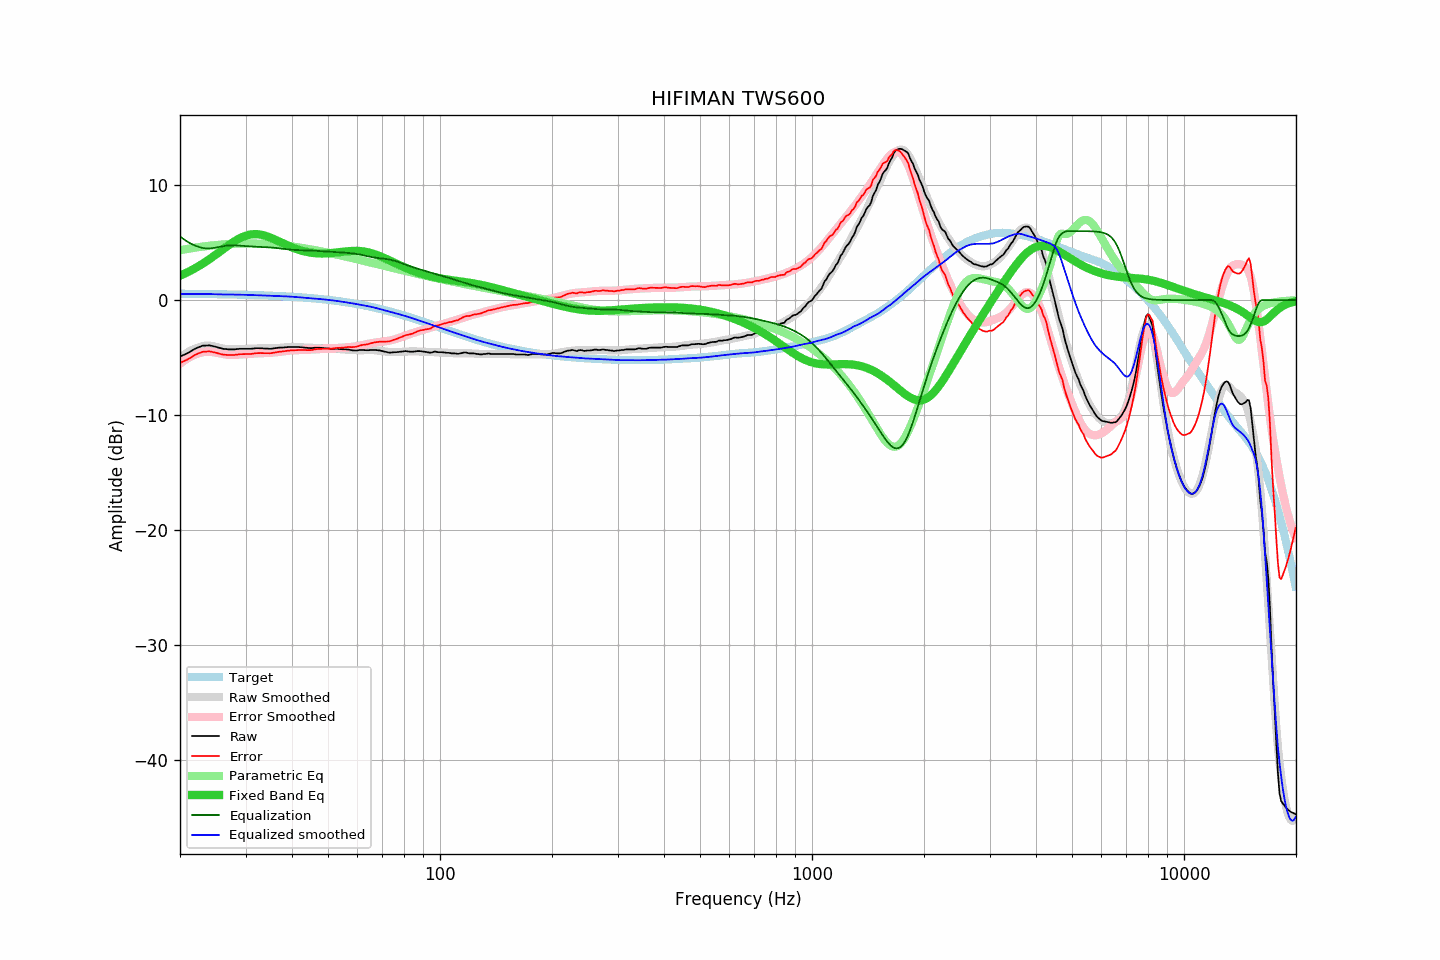 HIFIMAN TWS600
10
0
−10
−20
−30
−40
Amplitude (dBr)
Target
Raw Smoothed
Error Smoothed
Raw
Error
Parametric Eq
Fixed Band Eq
Equalization
Equalized smoothed
100
1000
10000
Frequency (Hz)